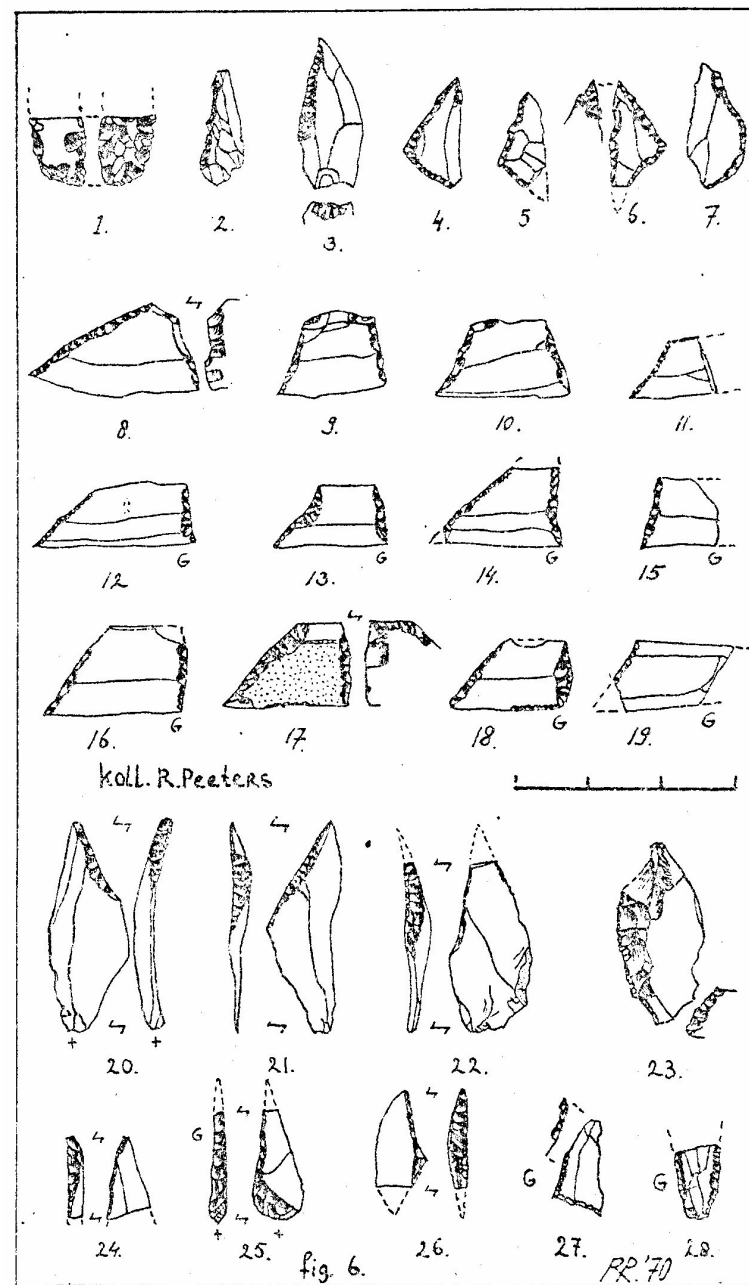 1. 2. 3. 4. 5 6. 7.
8. 9. 10. 11.
12 G 13. G 14. G 15 G
16. G 17. 18. G 19. G
Koll. R. Peeters
+ + 20. 21. 22. 23.
G G G
24. + 25. + 26. 27. 28.
fig. 6. P.R.'70